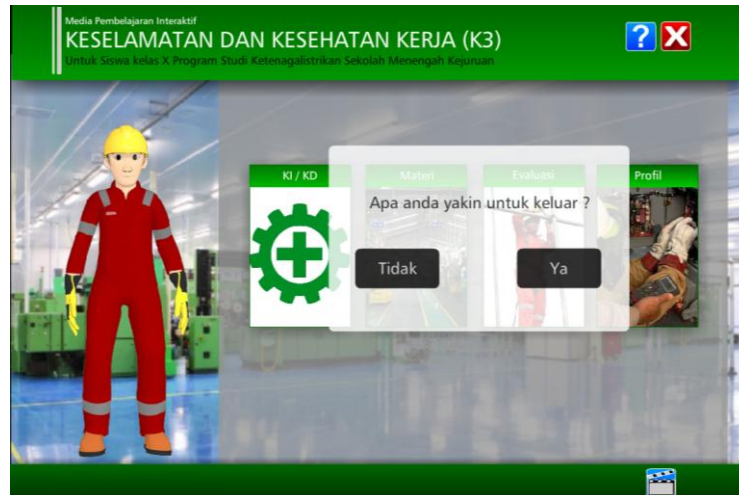 Media Pembelajaran Interaktif
KESELAMATAN DAN KESEHATAN KERJA (K3)
Untuk Siswa kelas X Program Studi Ketenagalistrikan Sekolah Menengah Kejuruan
? X
KI / KD
Materi
Evaluasi
Profil
Apa anda yakin untuk keluar ?
Tidak
Ya